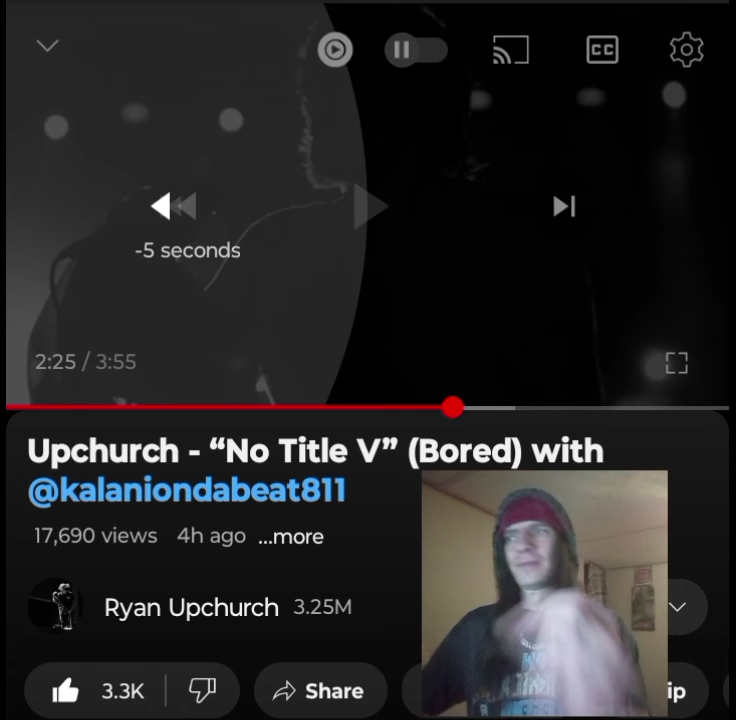 CC
-5 seconds
2:25 / 3:55
Upchurch - “No Title V” (Bored) with
@kalaniondabeat811
17,690 views 4h ago ...more
Ryan Upchurch 3.25M
3.3K Share ip